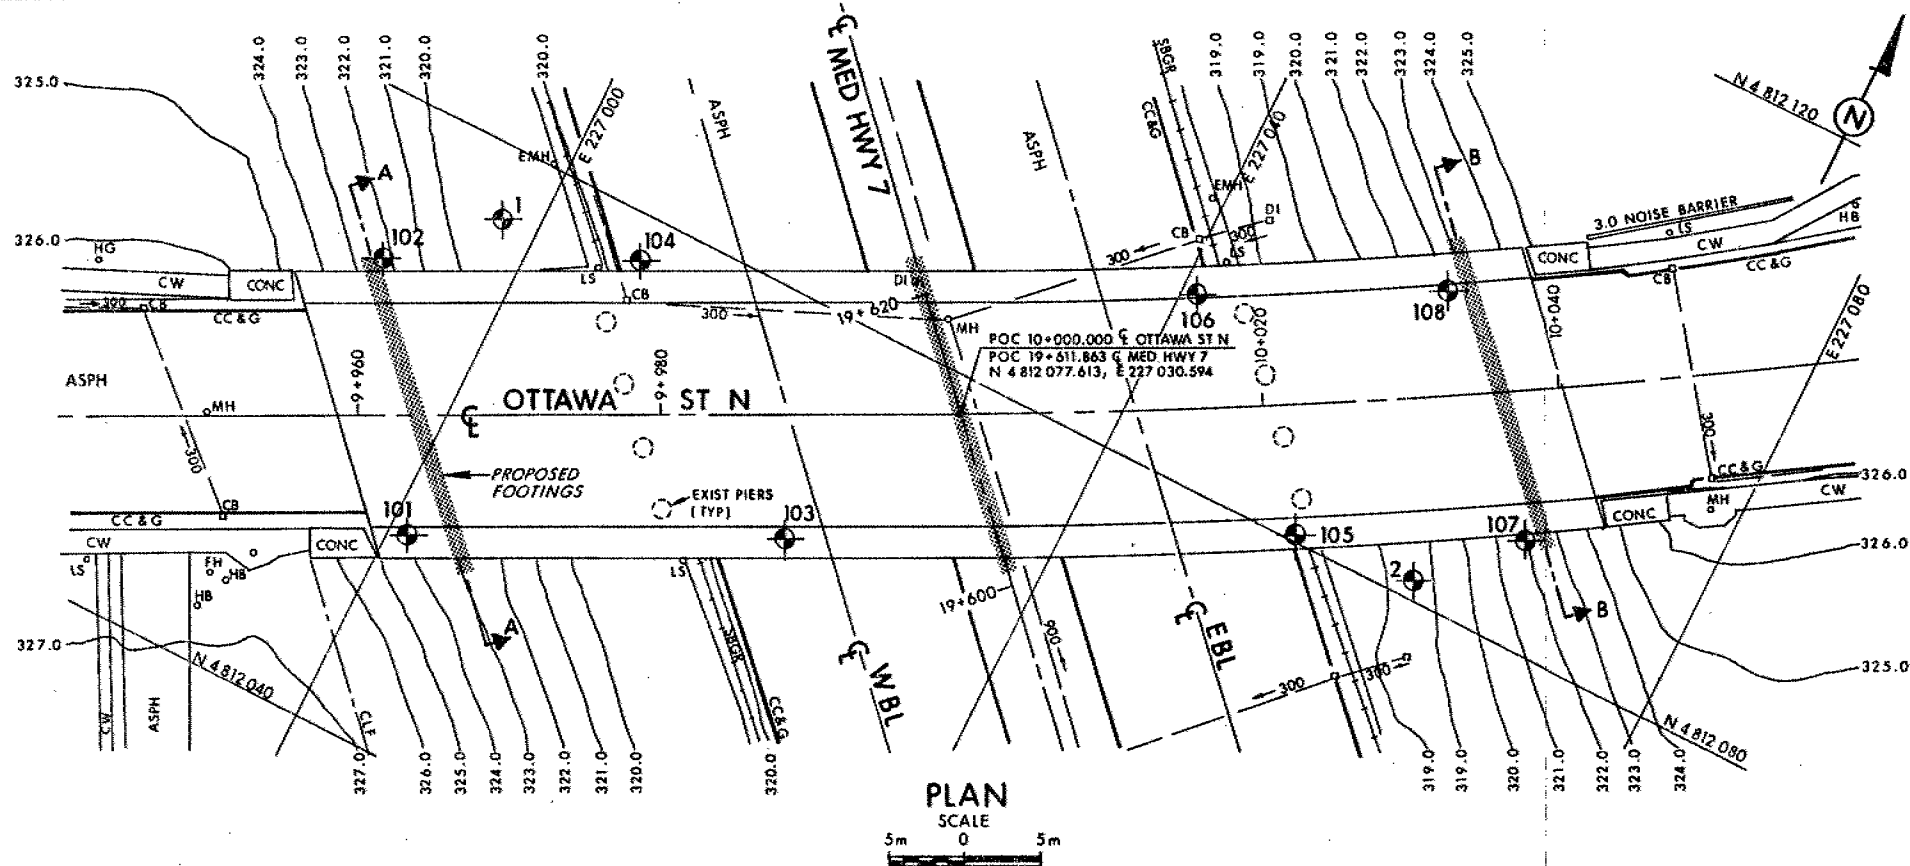 324.0
323.0
322.0
321.0
320.0
320.0
319.0
319.0
320.0
321.0
322.0
323.0
324.0
325.0
325.0
ASPH
℄ MED HWY 7
ASPH
SBGR
CC&G
N 4 812 120
N
E 227 000
E 227 040
EMH
EMH
A
B
1
3.0 NOISE BARRIER
HB
DI
LS
CW
326.0
HG
102
104
CB
300
300
LS
CONC
CC&G
CW
CONC
LS
DI
CB
300
CB
CB
CC&G
300
19+620
MH
106
108
10+020
10+040
E 227 080
POC 10+000.000 ℄ OTTAWA ST N
POC 19+611.863 ℄ MED HWY 7
N 4 812 077.613, E 227 030.594
9+960
9+980
ASPH
MH
℄
OTTAWA ST N
300
300
PROPOSED
FOOTINGS
CC&G
326.0
EXIST PIERS
(TYP)
CB
101
103
105
107
MH
CW
CC&G
CONC
CONC
CW
LS
FH
HB
HB
LS
2
326.0
19+600
A
B
900
327.0
SBGR
℄ WBL
℄ EBL
325.0
N 4 812 040
300
300
CW
ASPH
CLF
CC&G
N 4 812 080
327.0
326.0
325.0
324.0
323.0
322.0
321.0
320.0
320.0
319.0
319.0
320.0
321.0
322.0
323.0
324.0
PLAN
SCALE
5m 0 5m